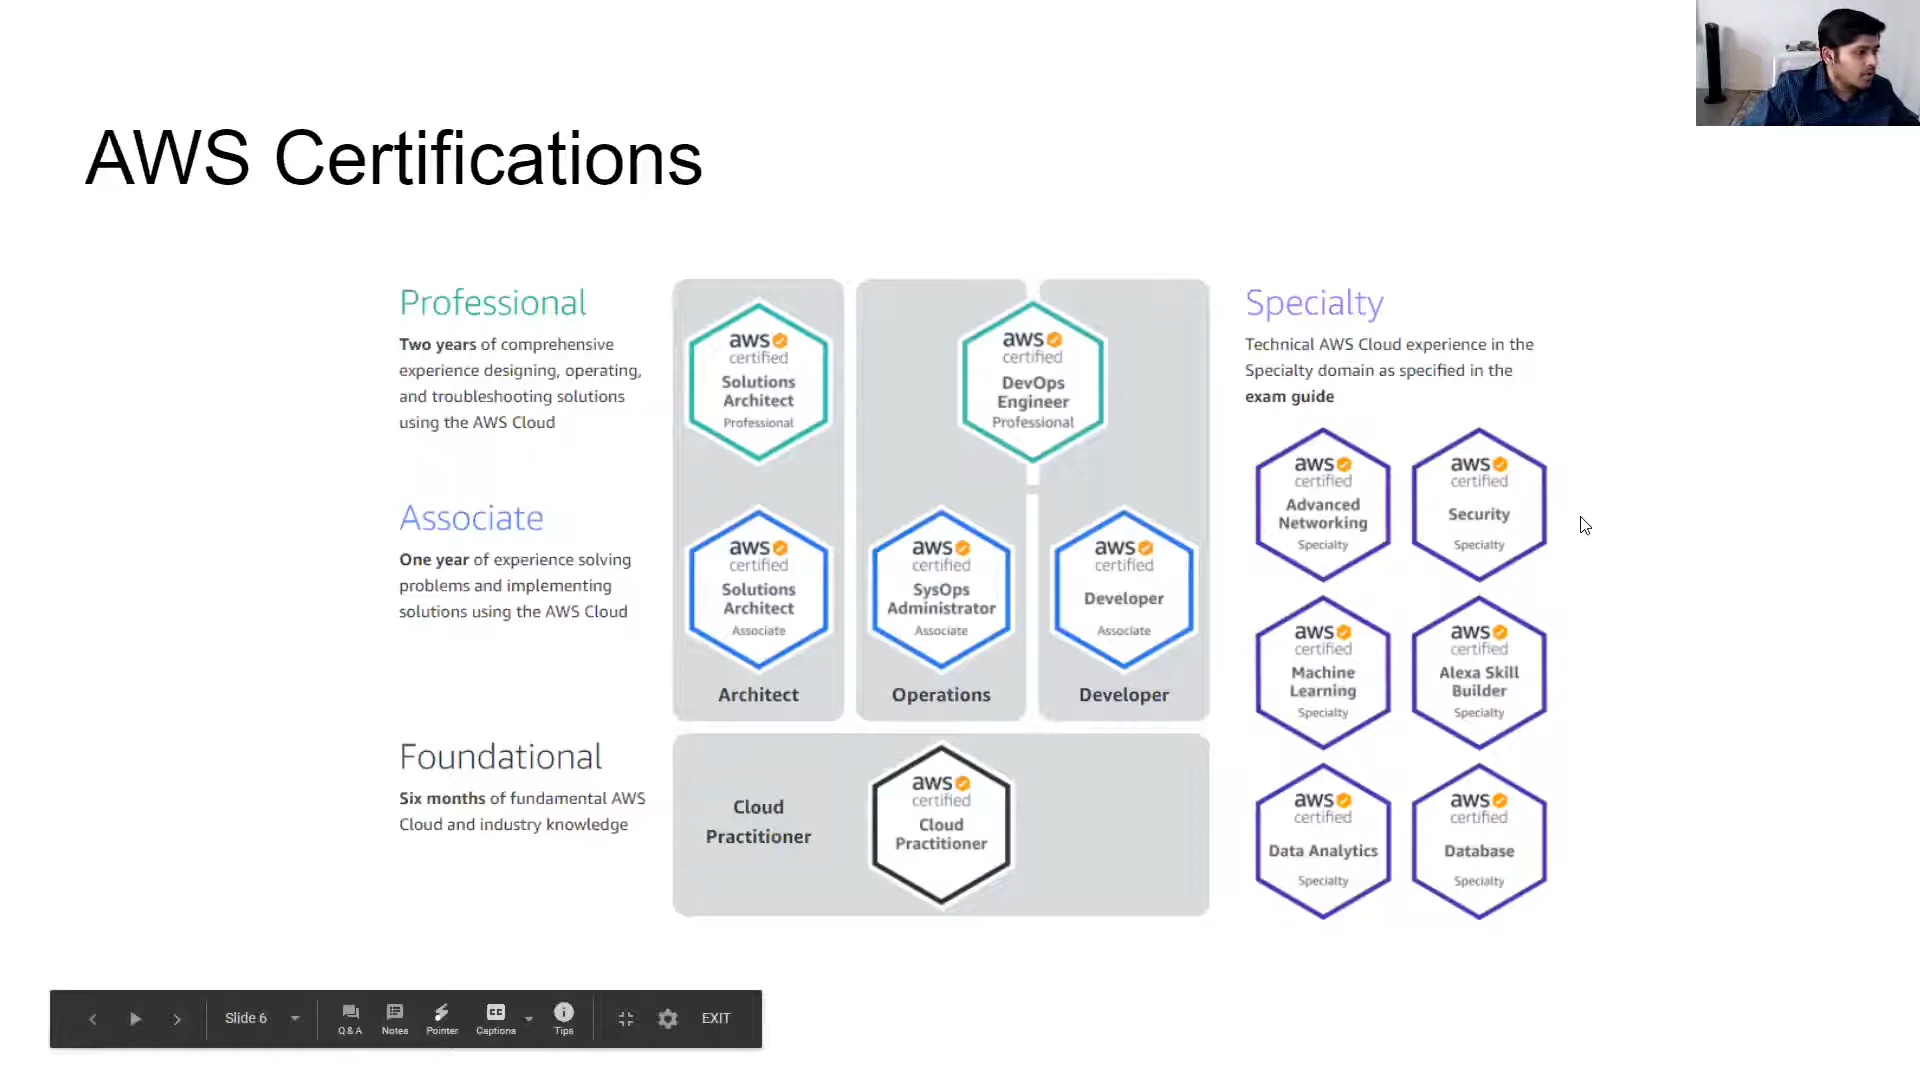 AWS Certifications
Professional
Two years of comprehensive
experience designing, operating,
and troubleshooting solutions
using the AWS Cloud
aws
certified
Solutions
Architect
Professional
aws
certified
DevOps
Engineer
Professional
Associate
One year of experience solving
problems and implementing
solutions using the AWS Cloud
aws
certified
Solutions
Architect
Associate
Architect
aws
certified
SysOps
Administrator
Associate
Operations
aws
certified
Developer
Associate
Developer
Foundational
Six months of fundamental AWS
Cloud and industry knowledge
Cloud
Practitioner
aws
certified
Cloud
Practitioner
Specialty
Technical AWS Cloud experience in the
Specialty domain as specified in the
exam guide
aws
certified
Advanced
Networking
Specialty
aws
certified
Security
Specialty
aws
certified
Machine
Learning
Specialty
aws
certified
Alexa Skill
Builder
Specialty
aws
certified
Data Analytics
Specialty
aws
certified
Database
Specialty
Slide 6
Q & A
Notes
Pointer
CC
Captions
Tips
EXIT